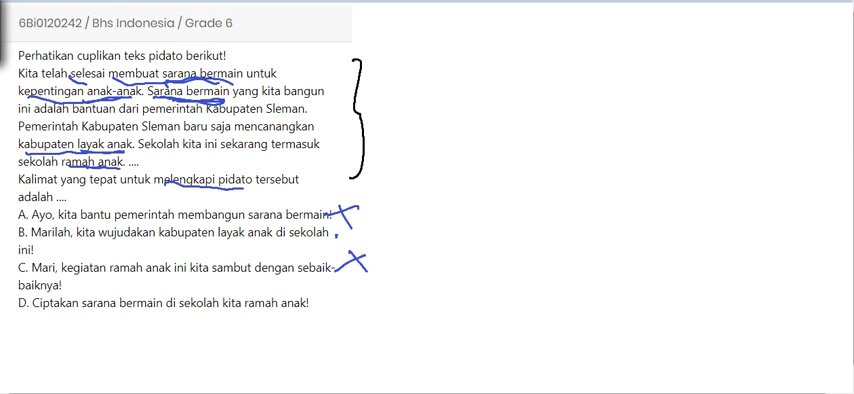 6Bi0120242 / Bhs Indonesia / Grade 6
Perhatikan cuplikan teks pidato berikut!
Kita telah selesai membuat sarana bermain untuk
kepentingan anak-anak. Sarana bermain yang kita bangun
ini adalah bantuan dari pemerintah Kabupaten Sleman.
Pemerintah Kabupaten Sleman baru saja mencanangkan
kabupaten layak anak. Sekolah kita ini sekarang termasuk
sekolah ramah anak. ....
Kalimat yang tepat untuk melengkapi pidato tersebut
adalah ....
A. Ayo, kita bantu pemerintah membangun sarana bermain!
B. Marilah, kita wujudakan kabupaten layak anak di sekolah
ini!
C. Mari, kegiatan ramah anak ini kita sambut dengan sebaik-
baiknya!
D. Ciptakan sarana bermain di sekolah kita ramah anak!